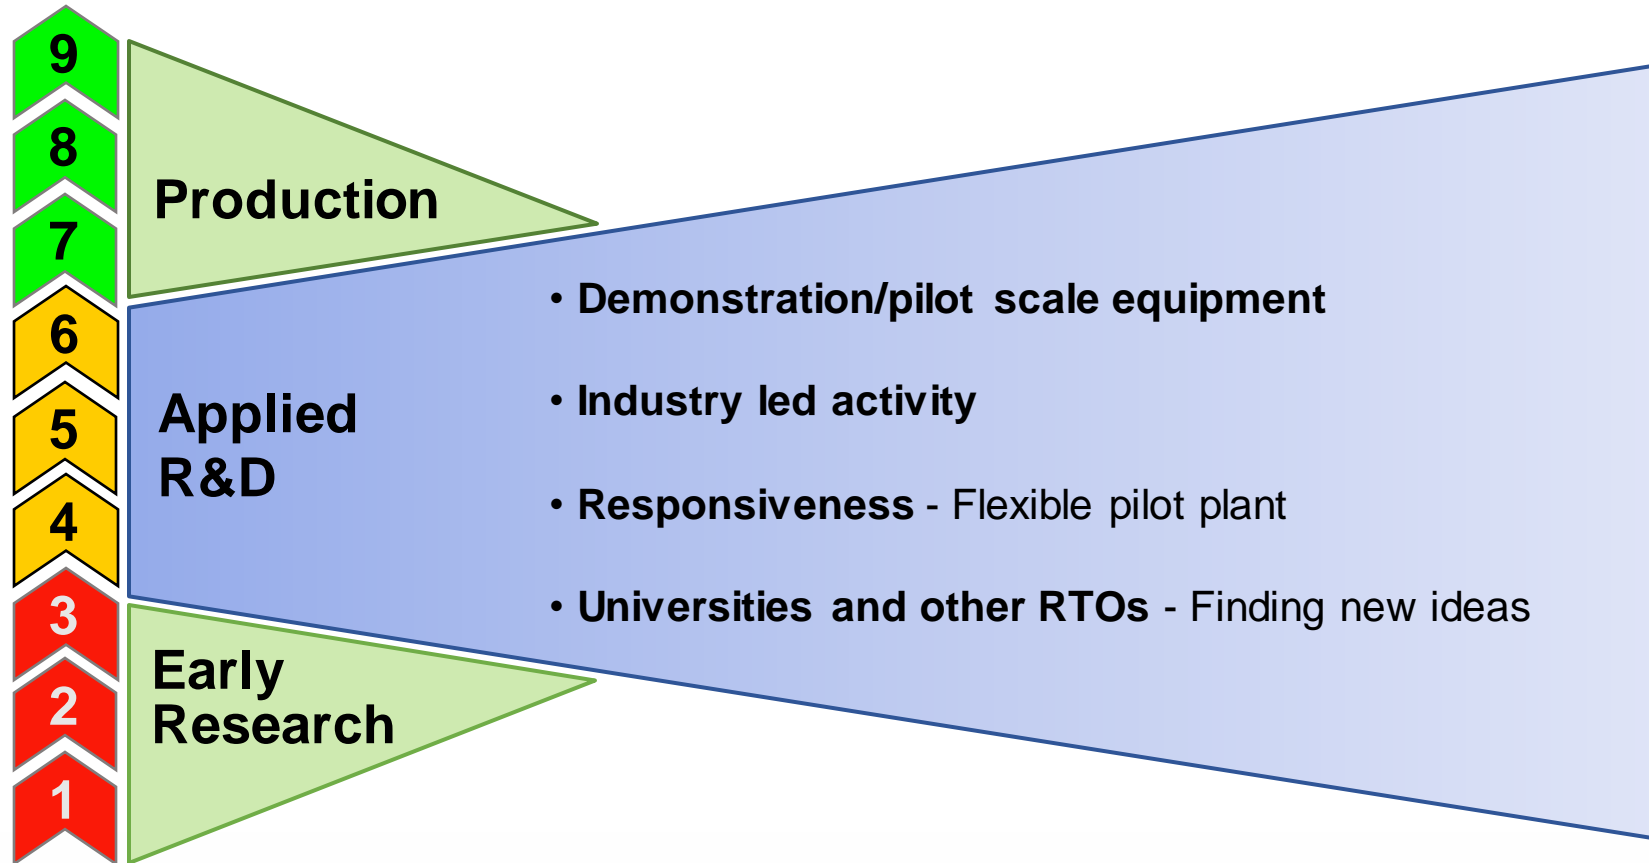 9
8
7
6
5
4
3
2
1
Production
Applied
R&D
Early
Research
• Demonstration/pilot scale equipment
• Industry led activity
• Responsiveness - Flexible pilot plant
• Universities and other RTOs - Finding new ideas